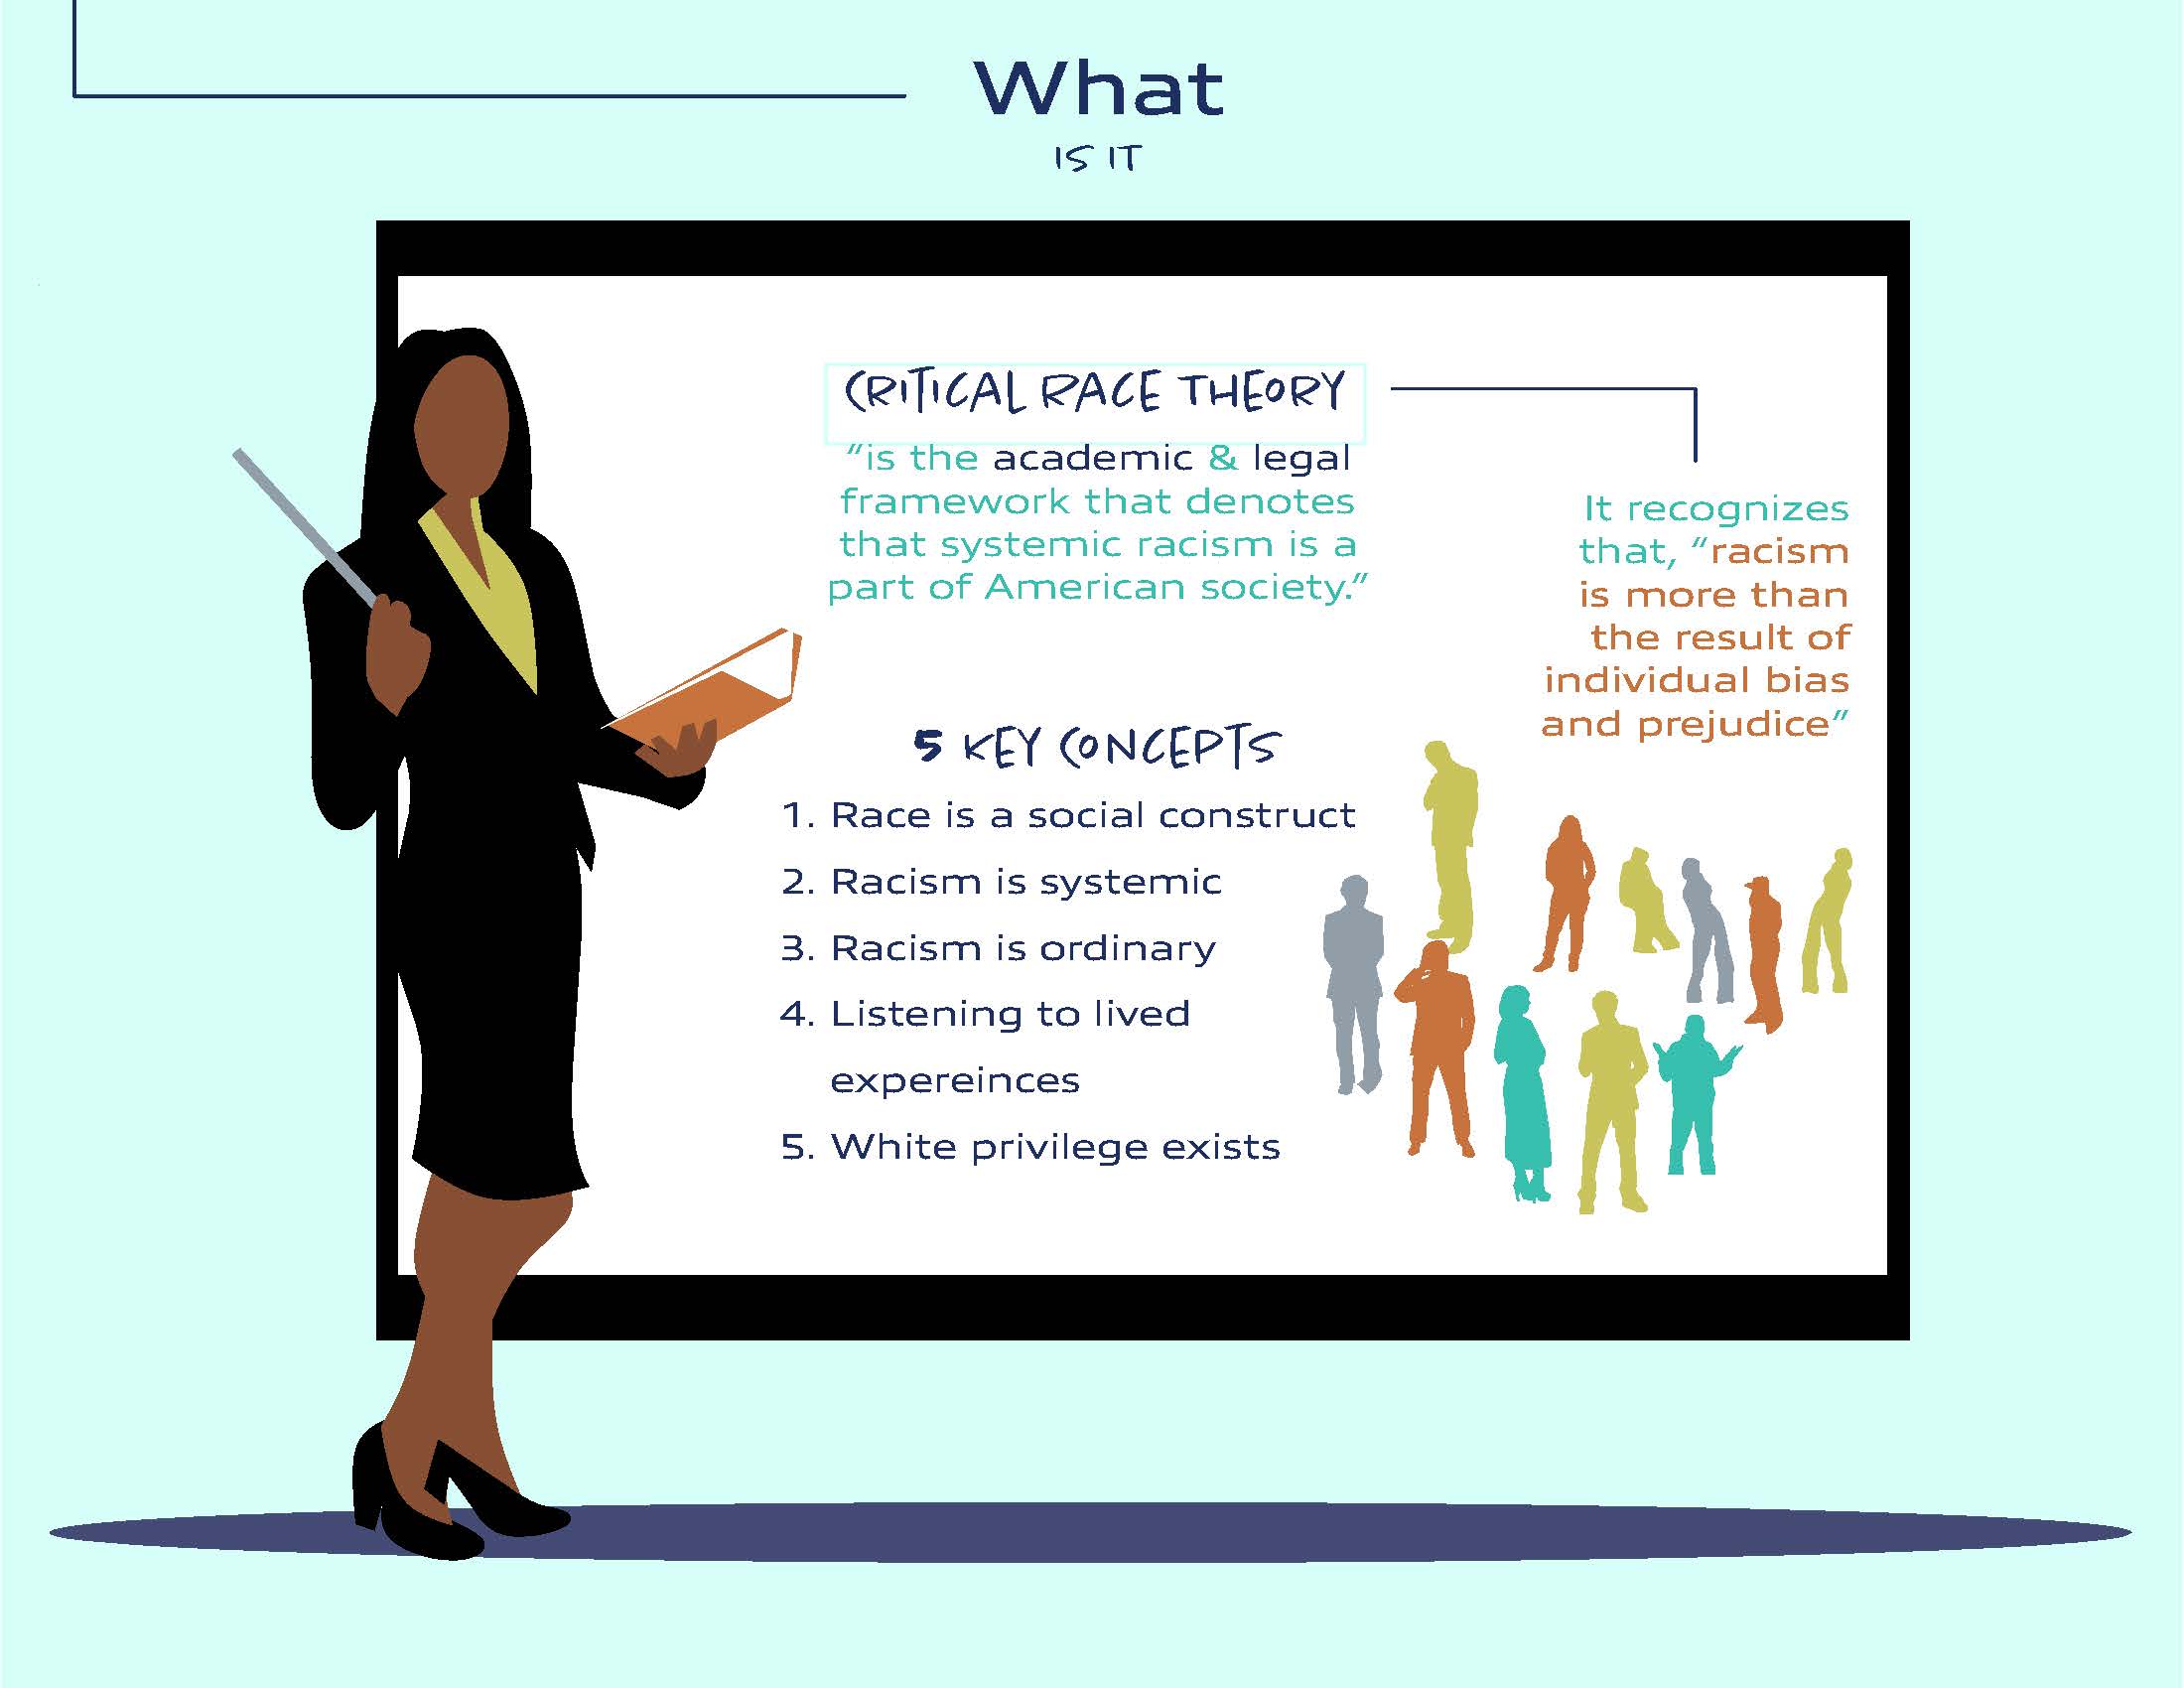 What
IS IT
CRITICAL RACE THEORY
"is the academic & legal
framework that denotes
that systemic racism is a
part of American society."
It recognizes
that, "racism
is more than
the result of
individual bias
and prejudice"
5 KEY CONCEPTS
1. Race is a social construct
2. Racism is systemic
3. Racism is ordinary
4. Listening to lived
expereinces
5. White privilege exists